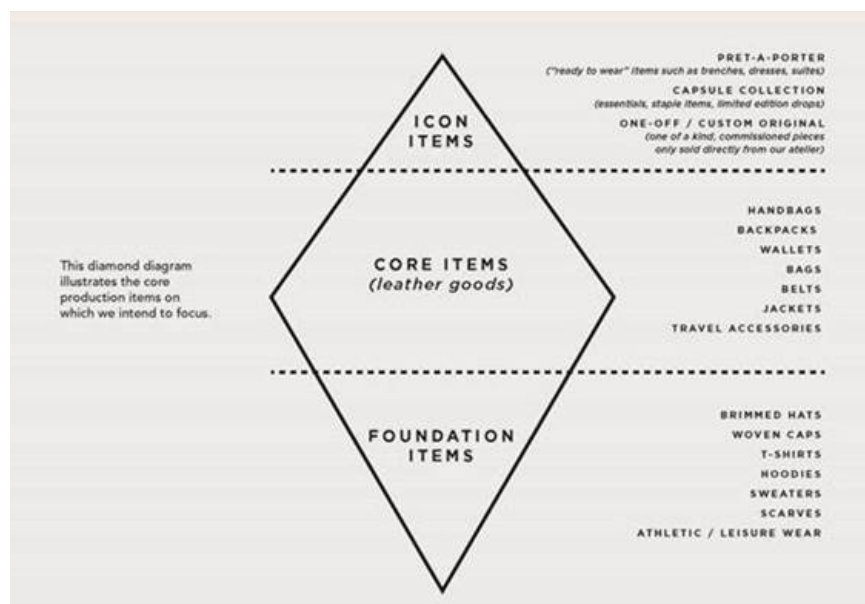 PRET-A-PORTER
("ready to wear" items such as trenches, dresses, suites)
CAPSULE COLLECTION
(essentials, staple items, limited edition drops)
ONE-OFF / CUSTOM ORIGINAL
(one of a kind, commissioned pieces
only sold directly from our atelier)
ICON
ITEMS
HANDBAGS
BACKPACKS
WALLETS
BAGS
BELTS
JACKETS
TRAVEL ACCESSORIES
CORE ITEMS
(leather goods)
This diamond diagram
illustrates the core
production items on
which we intend to focus.
FOUNDATION
ITEMS
BRIMMED HATS
WOVEN CAPS
T-SHIRTS
HOODIES
SWEATERS
SCARVES
ATHLETIC / LEISURE WEAR